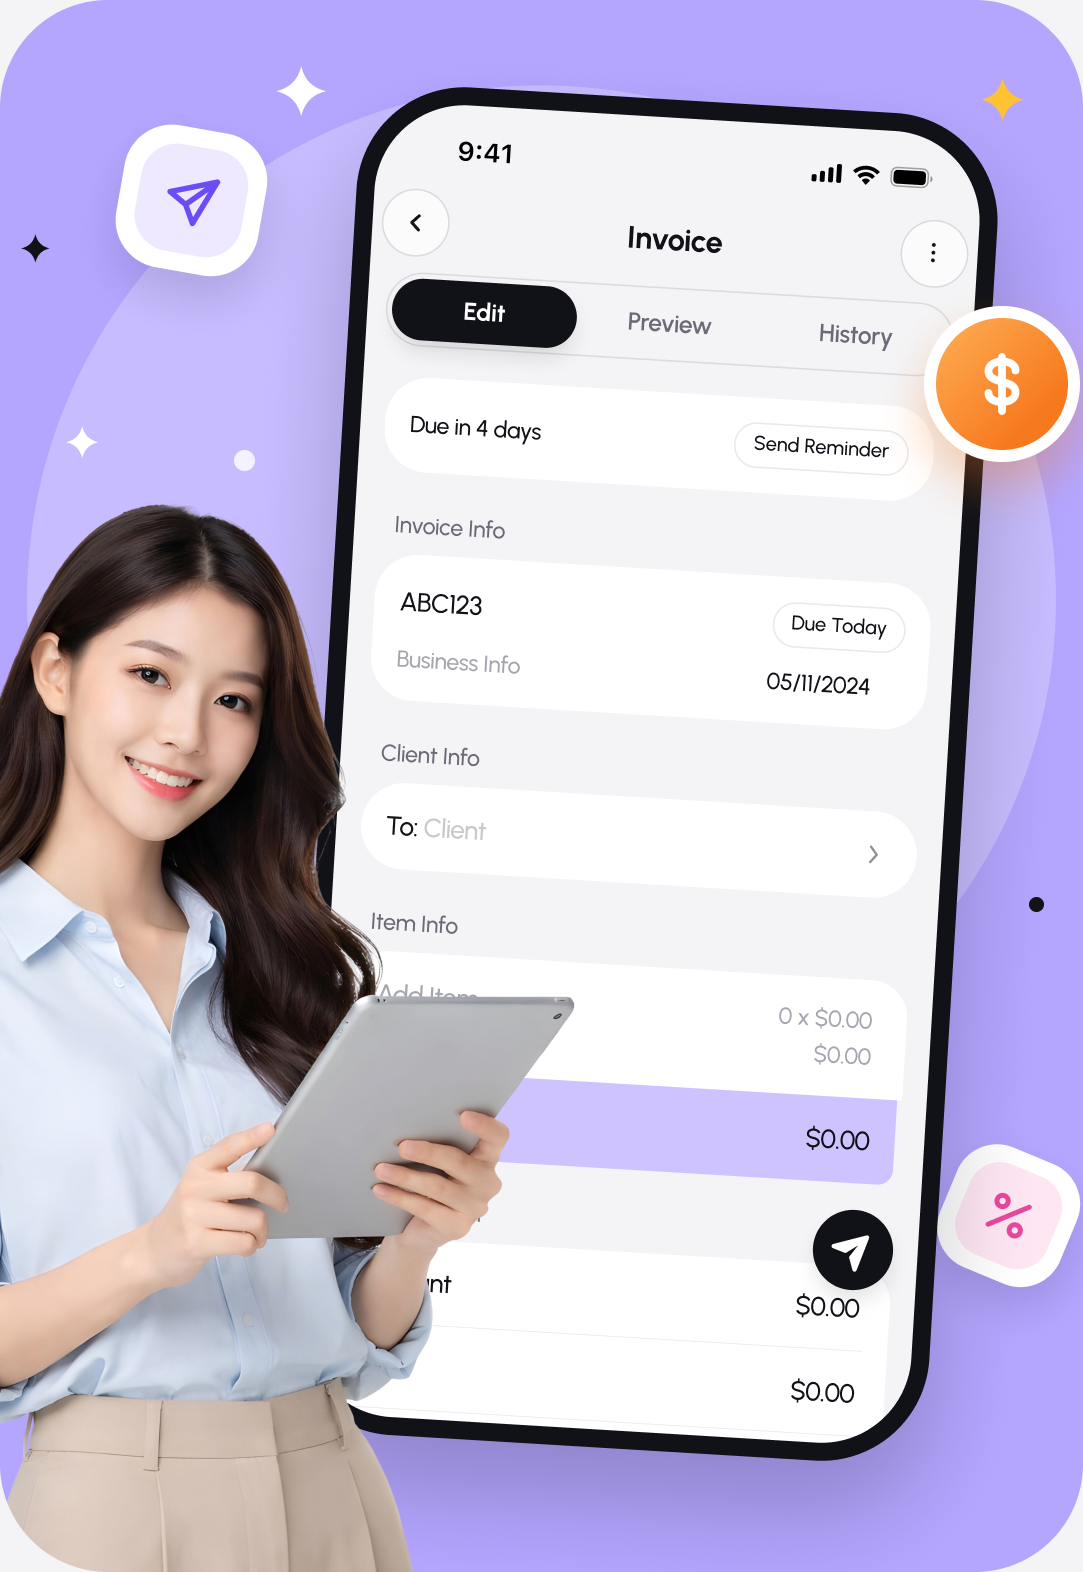 9:41
Invoice
Edit Preview History
$
Due in 4 days Send Reminder
Invoice Info
ABC123 Due Today
Business Info 05/11/2024
Client Info
To: Client
Item Info
Add Item 0 x $0.00
$0.00
$0.00
%
$0.00
$0.00